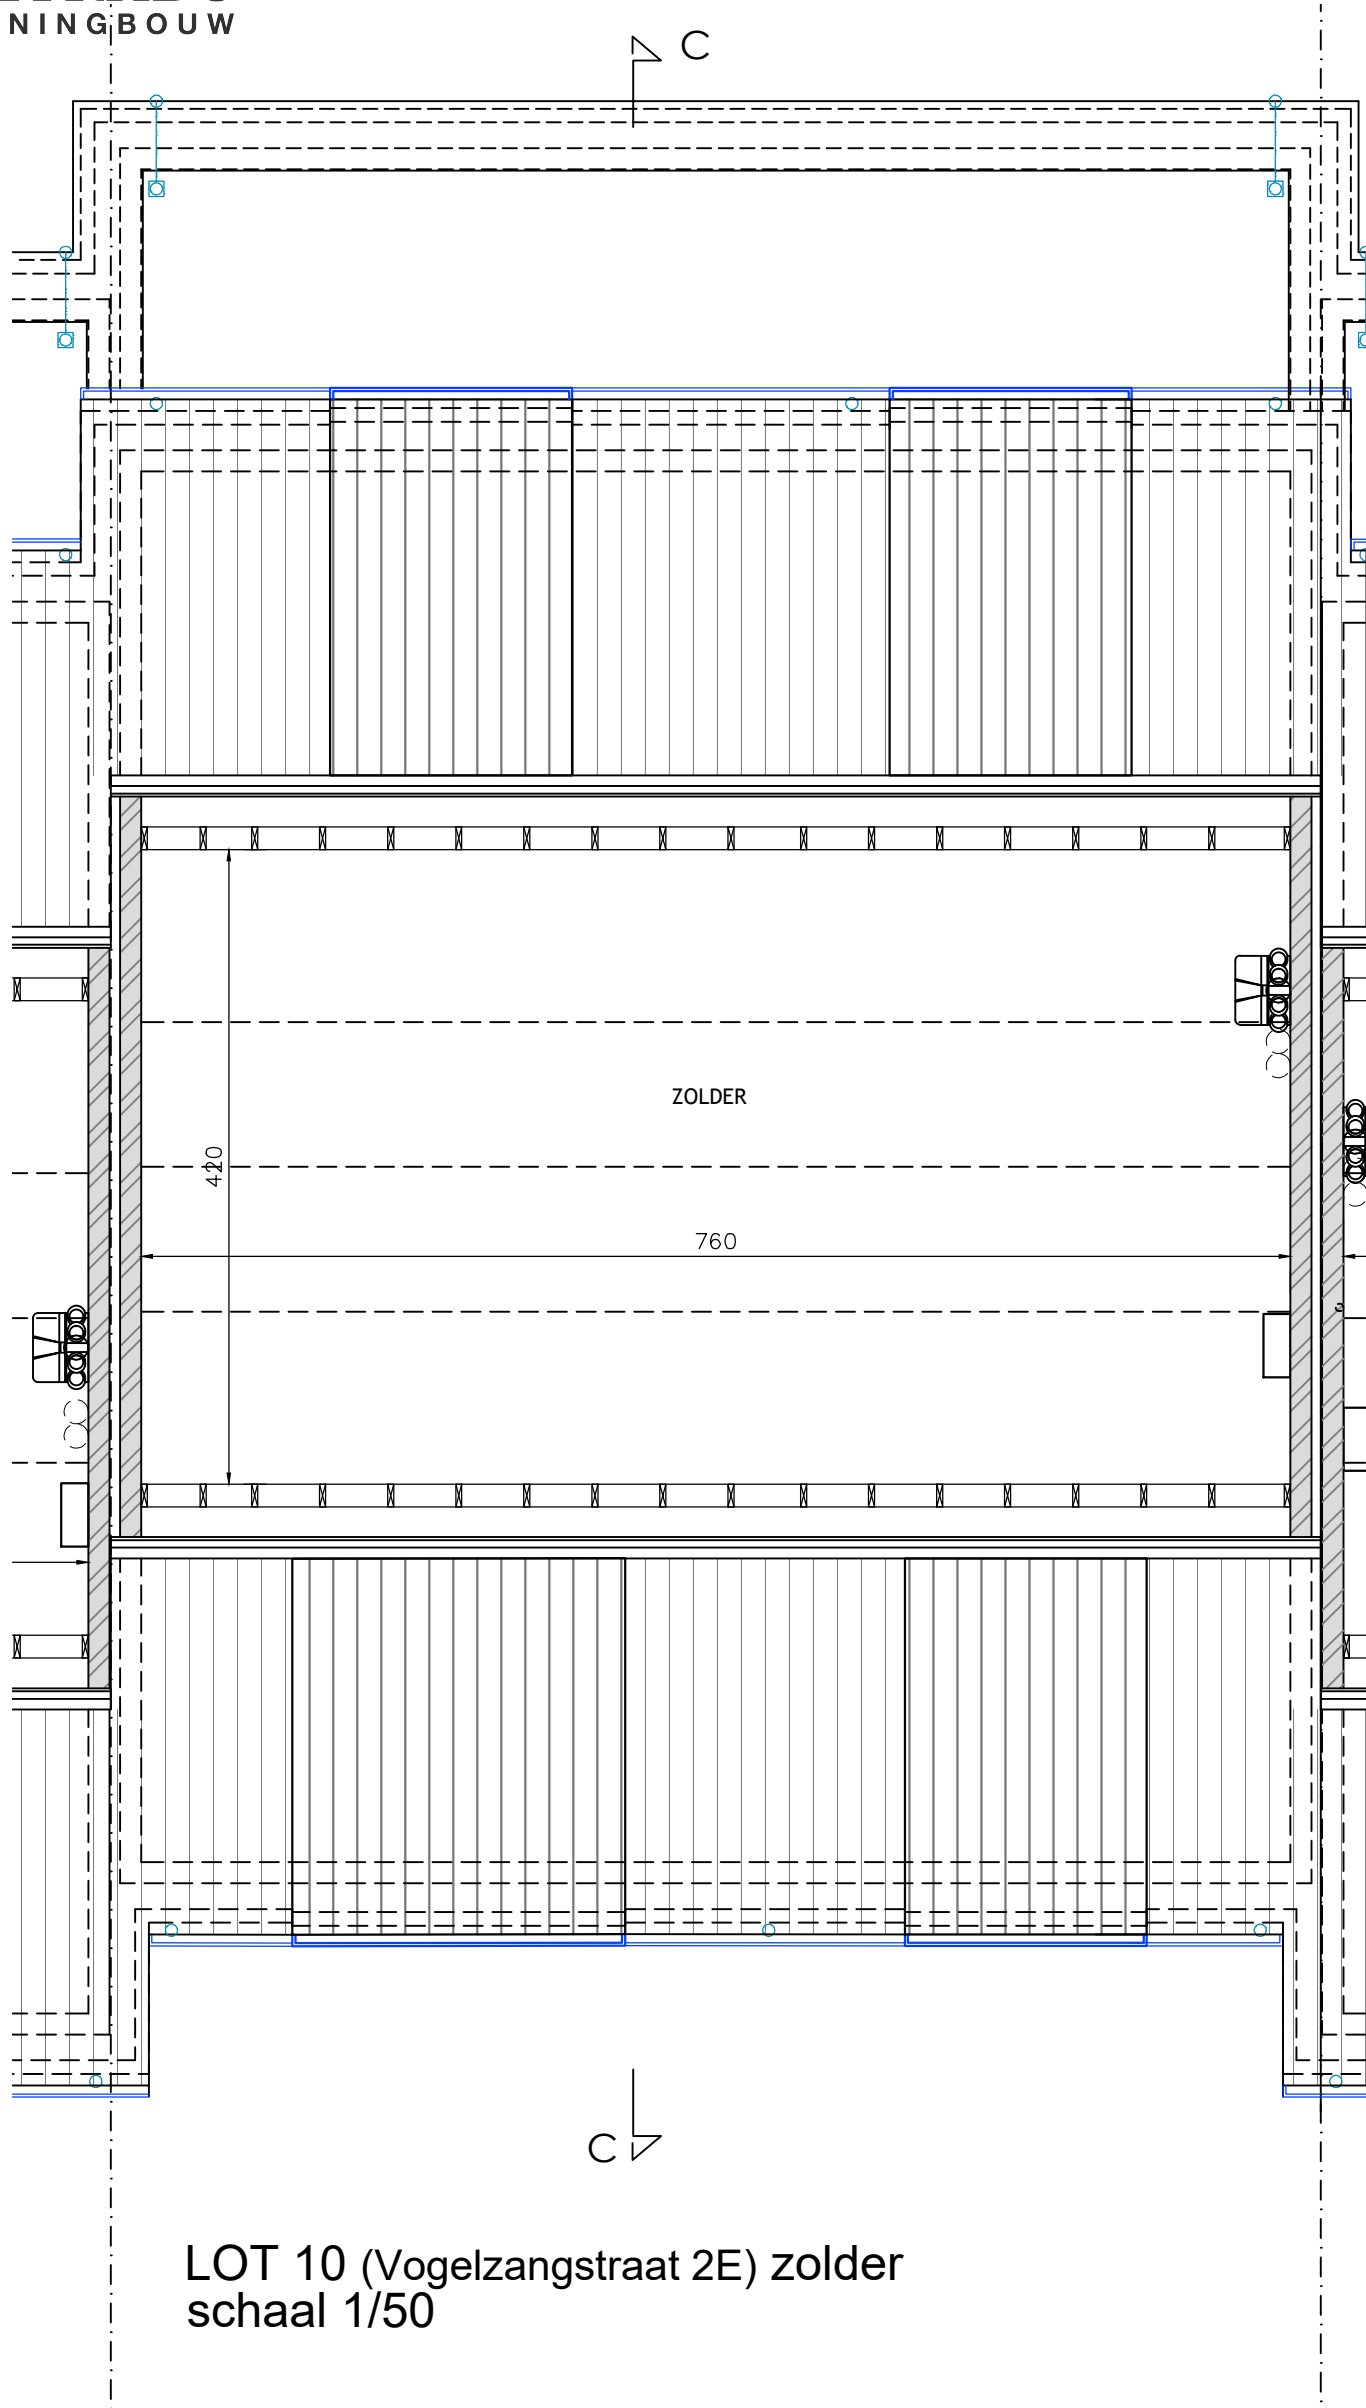 NINGBOUW
C
ZOLDER
420
760
C
LOT 10 (Vogelzangstraat 2E) zolder
schaal 1/50